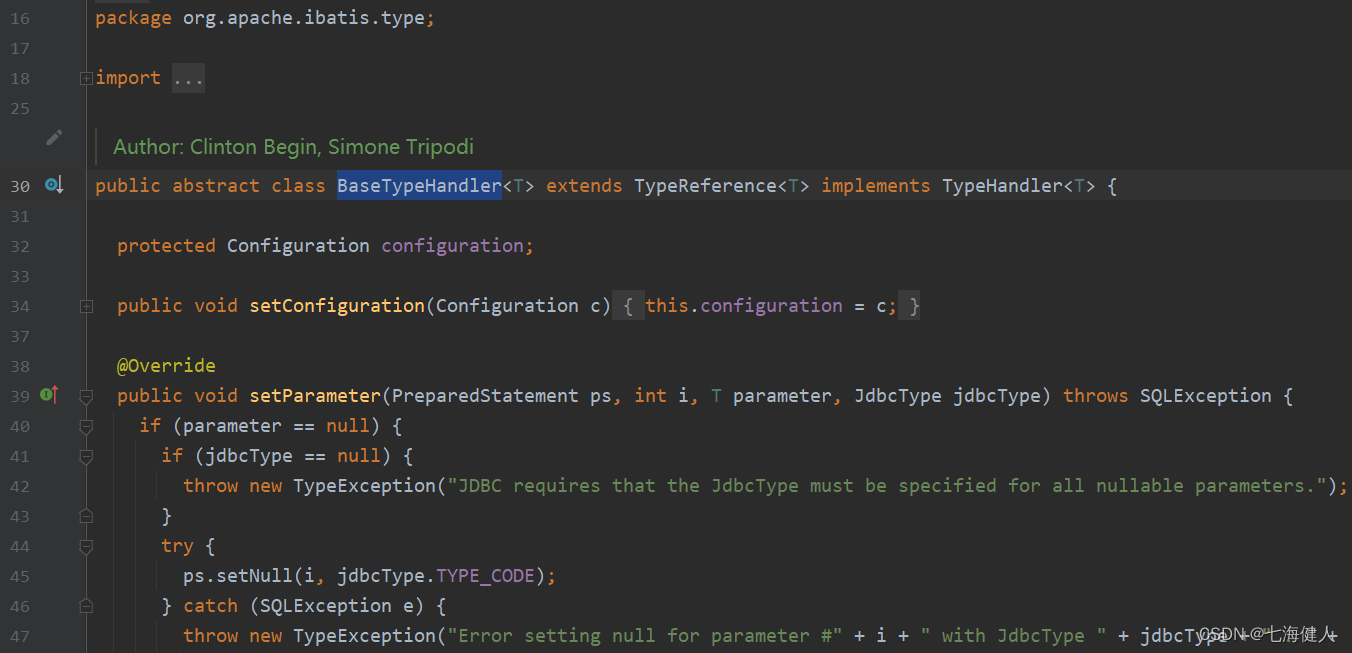 16 package org.apache.ibatis.type;
17
18 import ...
25
Author: Clinton Begin, Simone Tripodi
30 public abstract class BaseTypeHandler<T> extends TypeReference<T> implements TypeHandler<T> {
31
32 protected Configuration configuration;
33
34 public void setConfiguration(Configuration c) { this.configuration = c; }
37
38 @Override
39 public void setParameter(PreparedStatement ps, int i, T parameter, JdbcType jdbcType) throws SQLException {
40 if (parameter == null) {
41 if (jdbcType == null) {
42 throw new TypeException("JDBC requires that the JdbcType must be specified for all nullable parameters.");
43 }
44 try {
45 ps.setNull(i, jdbcType.TYPE_CODE);
46 } catch (SQLException e) {
47 throw new TypeException("Error setting null for parameter #" + i + " with JdbcType " + jdbcType + " +
CSDN @七海健人